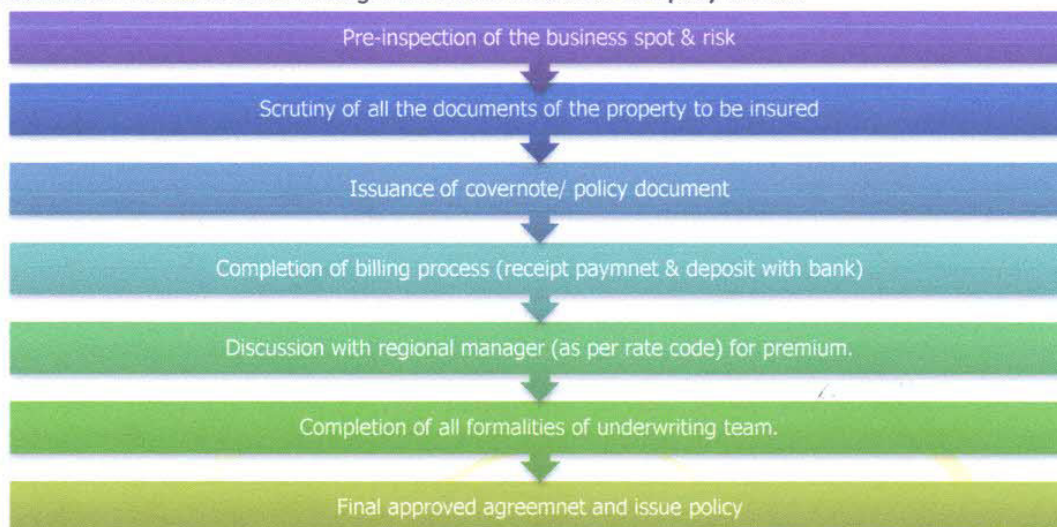 Pre-inspection of the business spot & risk
Scrutiny of all the documents of the property to be insured
Issuance of covernote/ policy document
Completion of billing process (receipt paymnet & deposit with bank)
Discussion with regional manager (as per rate code) for premium.
Completion of all formalities of underwriting team.
Final approved agreemnet and issue policy